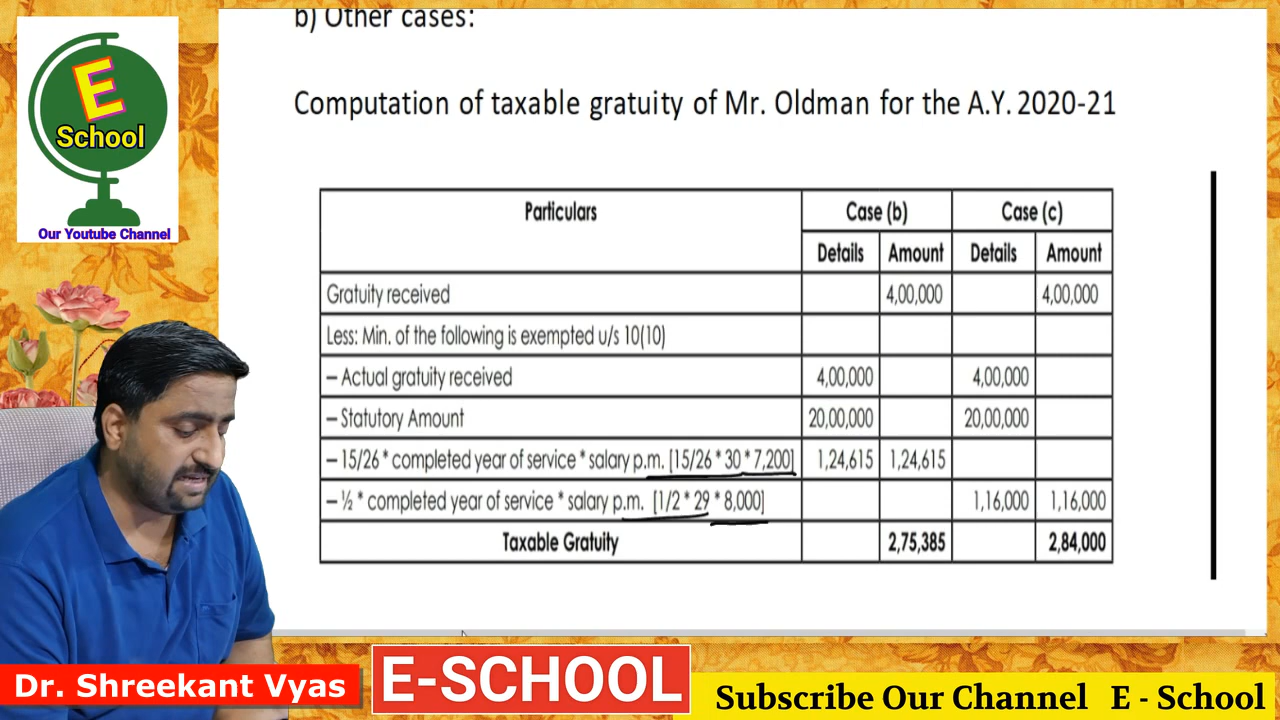 b) Other cases:
E
School
Our Youtube Channel
Computation of taxable gratuity of Mr. Oldman for the A.Y. 2020-21
Particulars Case (b) Case (c)
Details Amount Details Amount
Gratuity received 4,00,000 4,00,000
Less: Min. of the following is exempted u/s 10(10)
– Actual gratuity received 4,00,000 4,00,000
– Statutory Amount 20,00,000 20,00,000
– 15/26 * completed year of service * salary p.m. [15/26 * 30 * 7,200] 1,24,615 1,24,615
– ½ * completed year of service * salary p.m. [1/2 * 29 * 8,000] 1,16,000 1,16,000
Taxable Gratuity 2,75,385 2,84,000
Dr. Shreekant Vyas
E-SCHOOL
Subscribe Our Channel E - School